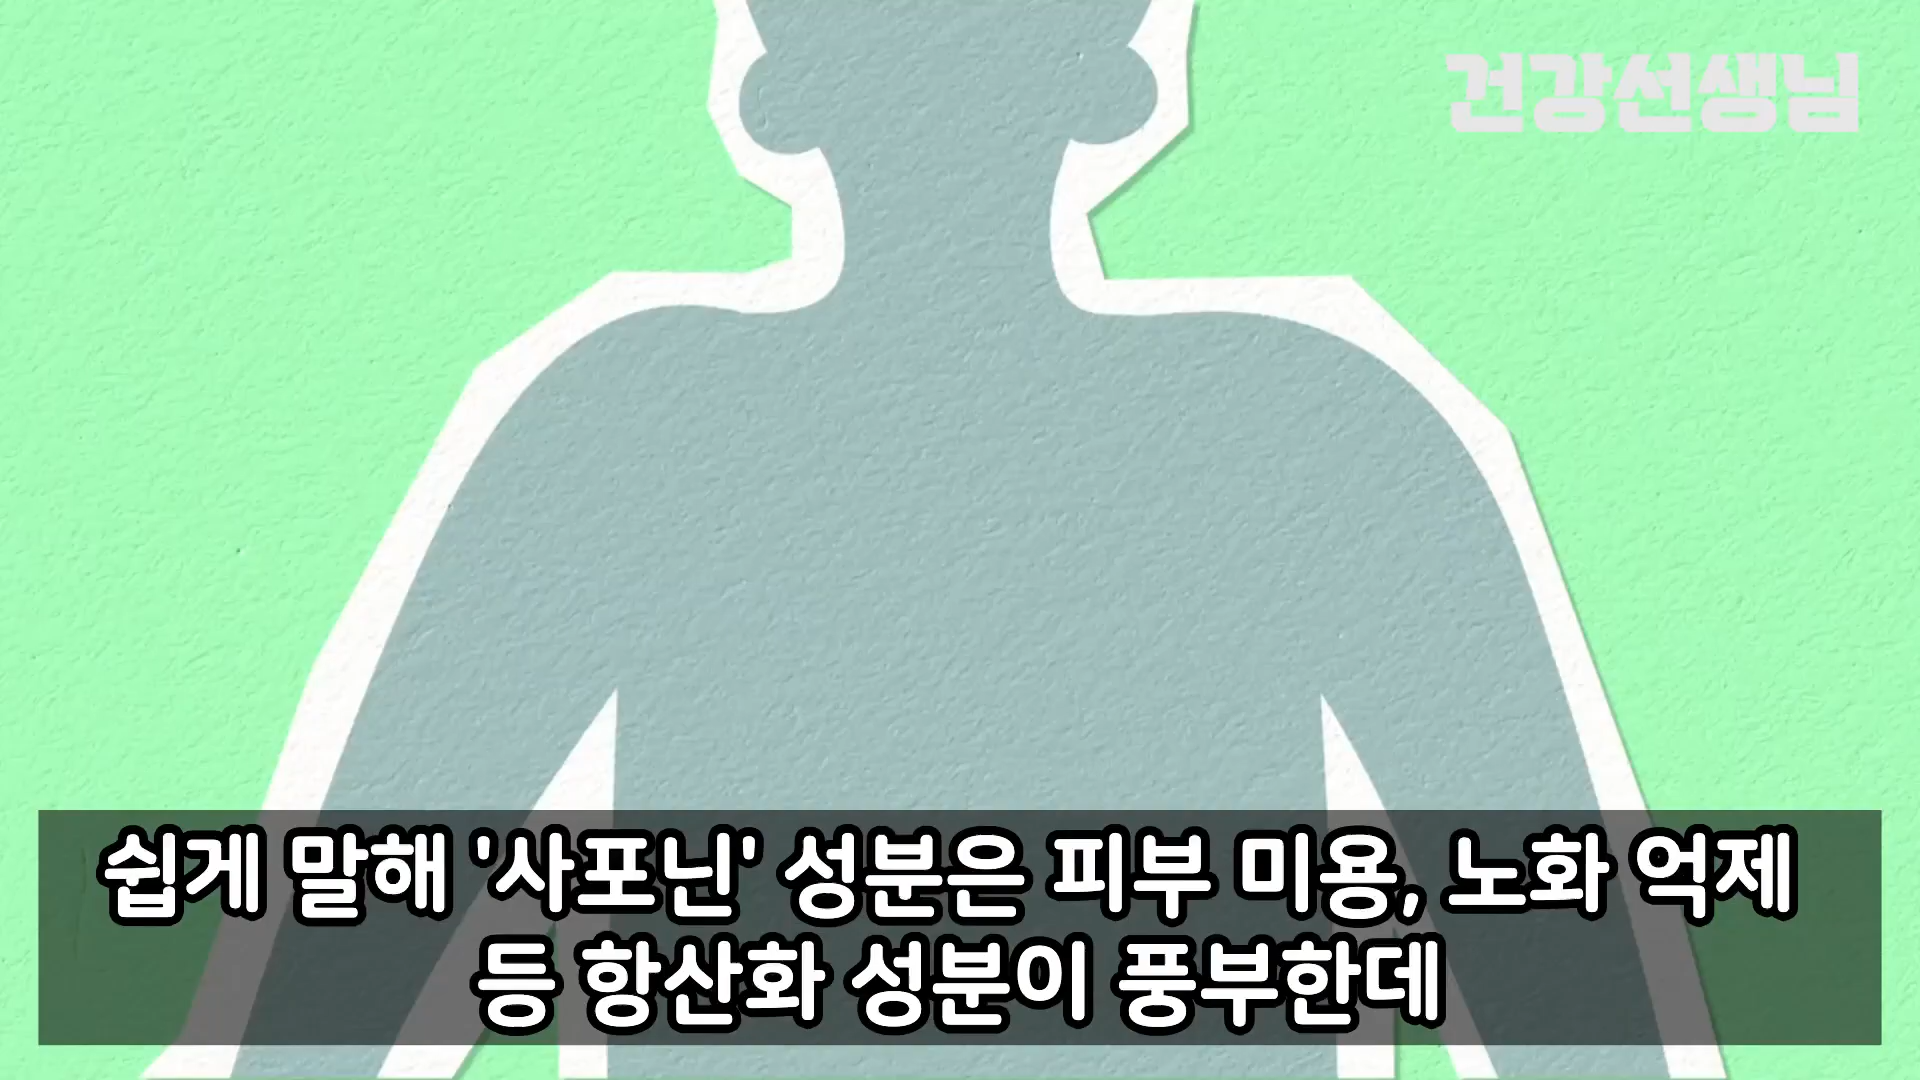 건강선생님
쉽게 말해 '사포닌' 성분은 피부 미용, 노화 억제
등 항산화 성분이 풍부한데